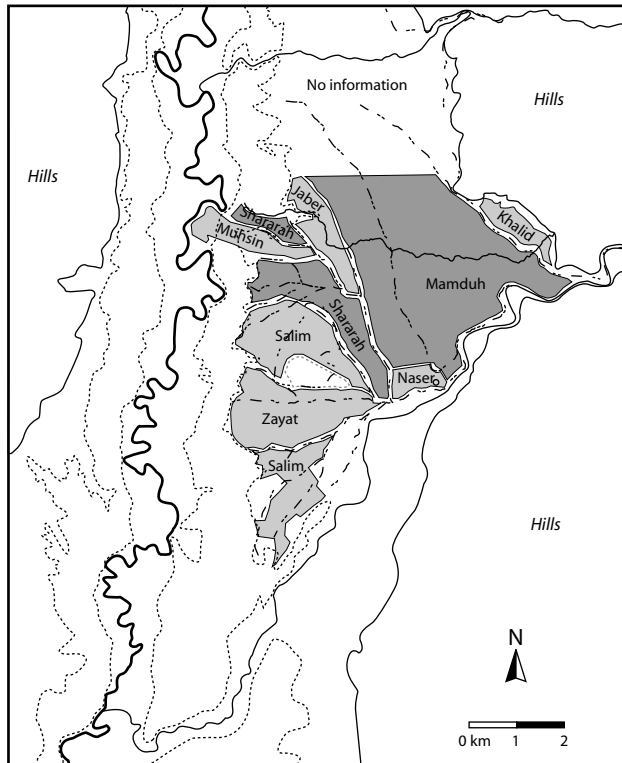 No information
Hills
Hills
Jaber
Shararah
Khalid
Muhsin
Mamduh
Shararah
Salim
Naser
Zayat
Salim
Hills
N
0 km 1 2